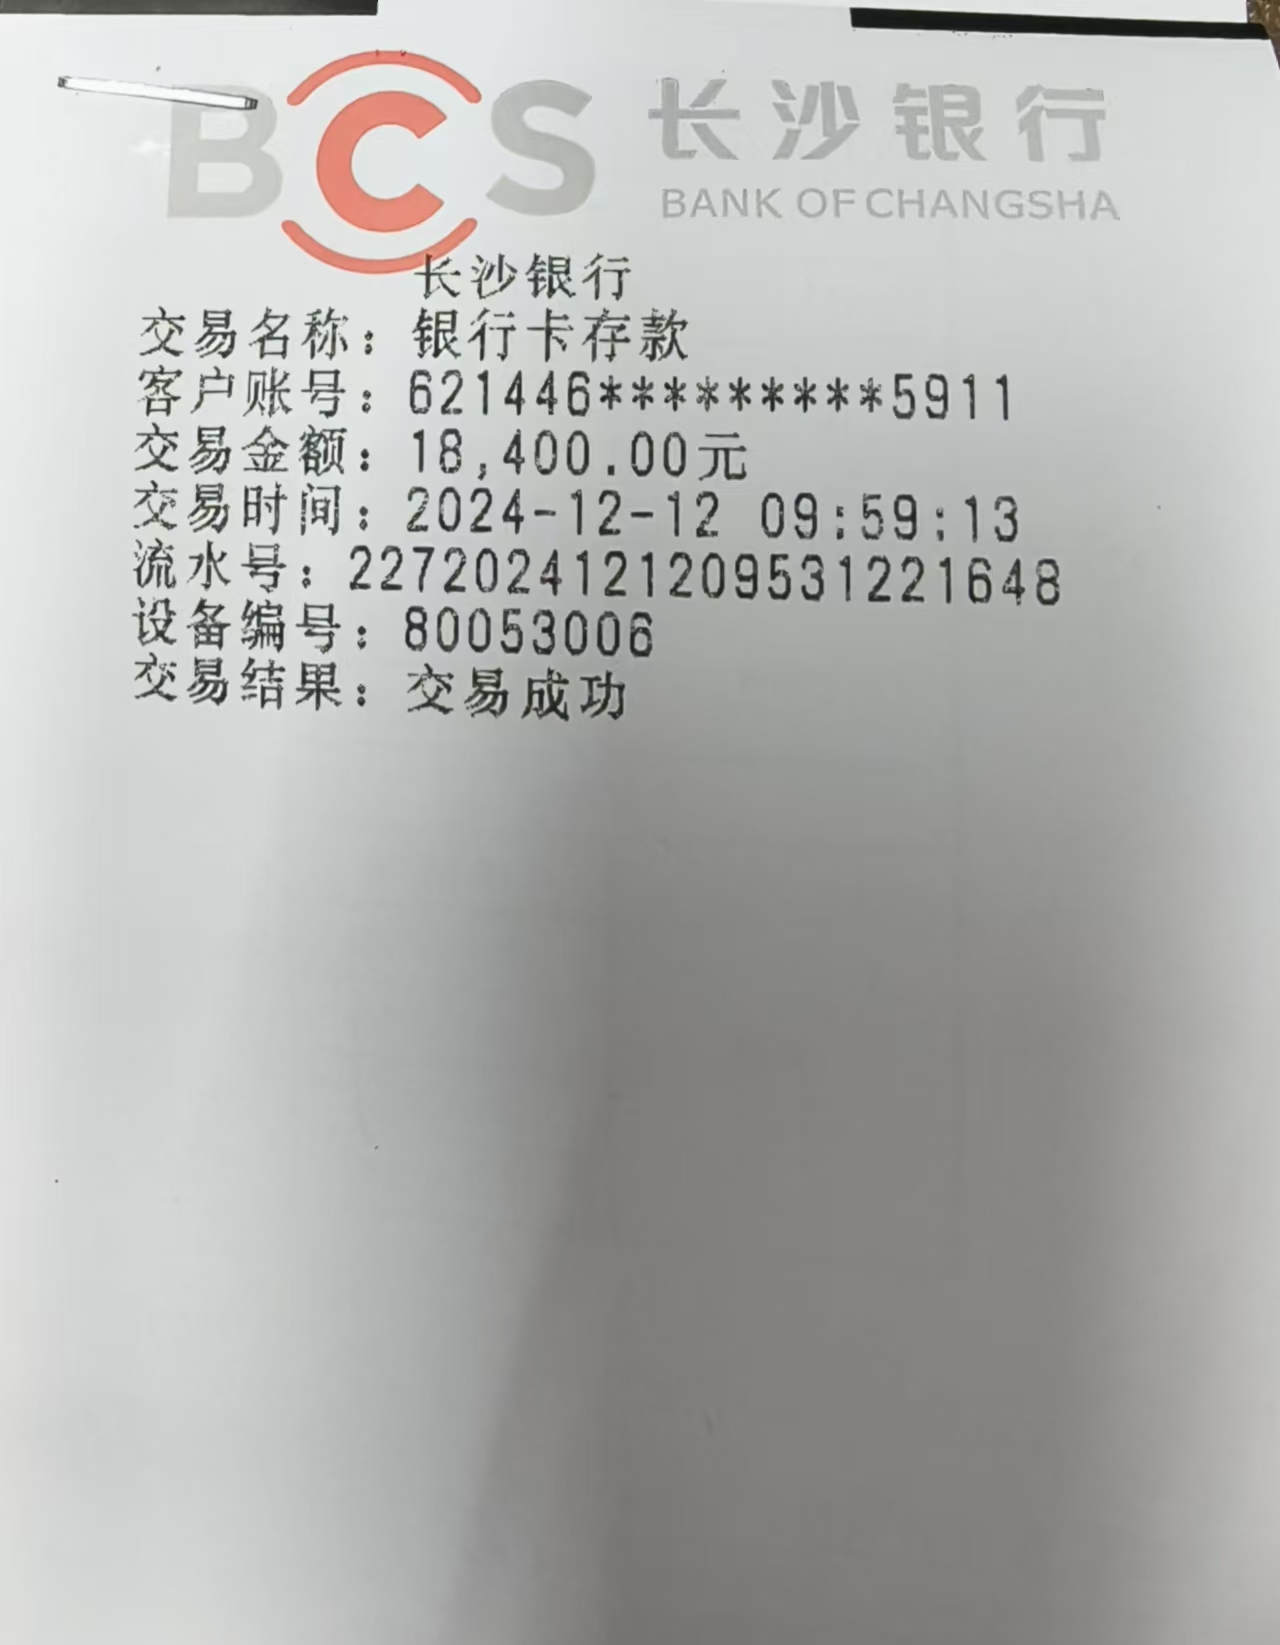 BCS 长沙银行
BANK OF CHANGSHA
长沙银行
交易名称：银行卡存款
客户账号：621446*********5911
交易金额：18,400.00元
交易时间：2024-12-12 09:59:13
流水号：2272024121209531221648
设备编号：80053006
交易结果：交易成功